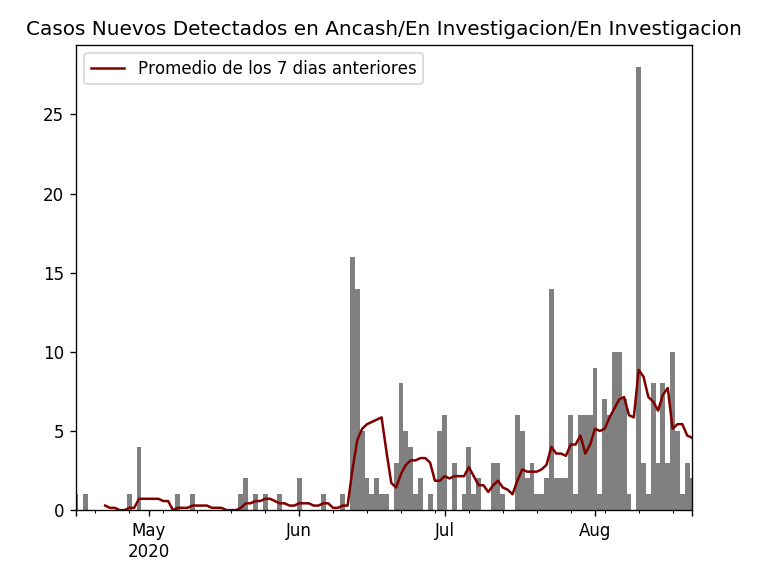 Casos Nuevos Detectados en Ancash/En Investigacion/En Investigacion
Promedio de los 7 dias anteriores
25
20
15
10
5
0
May Jun Jul Aug
2020